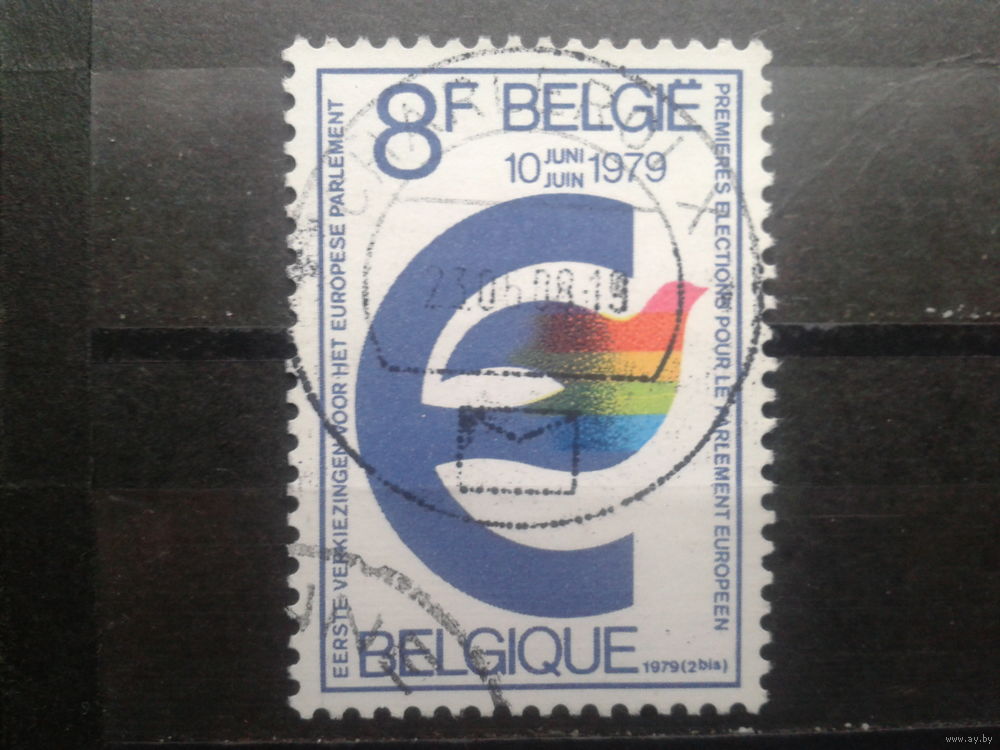 8F BELGIË
10 JUNI
JUIN 1979
EERSTE VERKIEZINGEN VOOR HET EUROPESE PARLEMENT
PREMIERES ELECTIONS POUR LE PARLEMENT EUROPEEN
BELGIQUE 1979(2bis)
www.ay.by